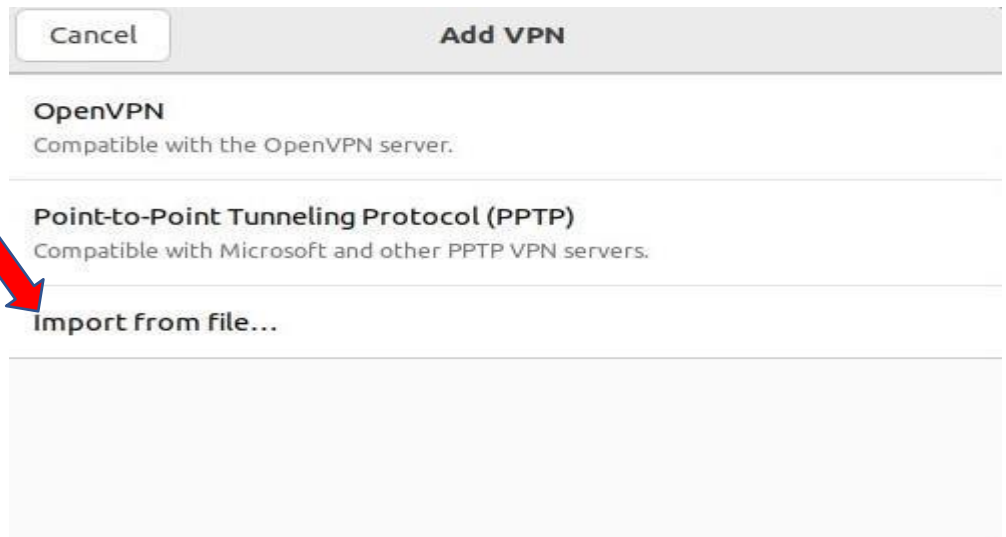 Cancel
Add VPN
OpenVPN
Compatible with the OpenVPN server.
Point-to-Point Tunneling Protocol (PPTP)
Compatible with Microsoft and other PPTP VPN servers.
Import from file...